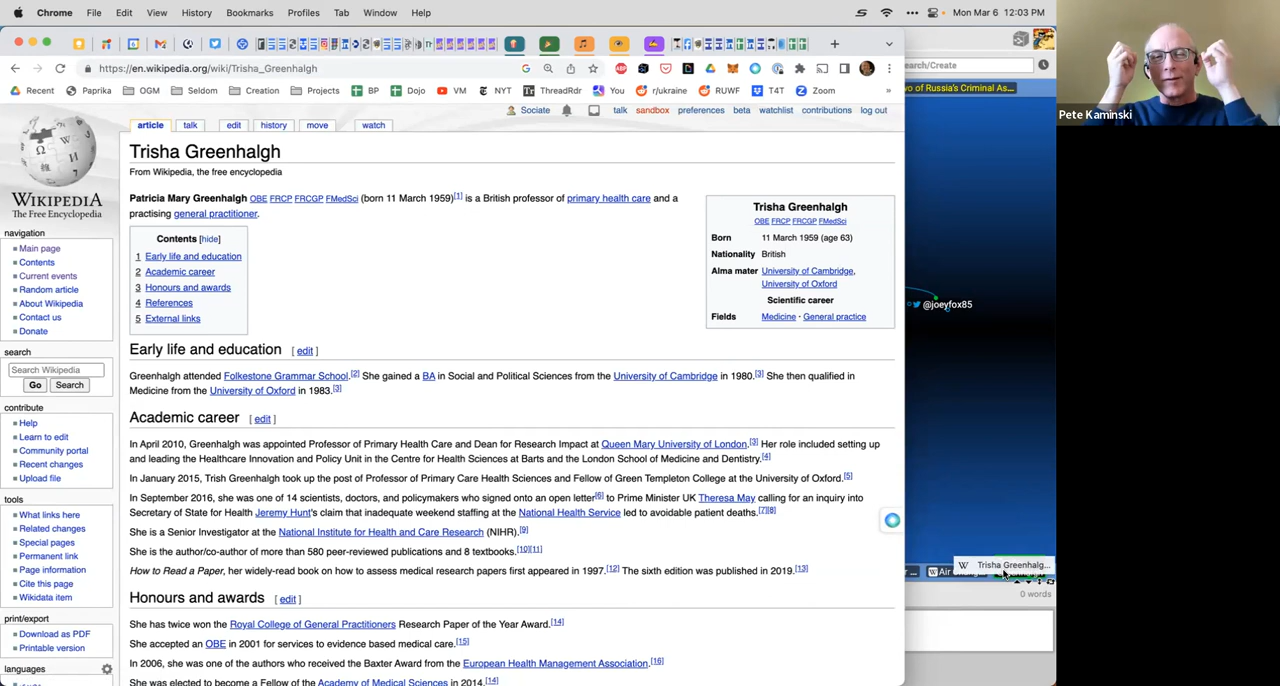 Chrome File Edit View History Bookmarks Profiles Tab Window Help
Mon Mar 6 12:03 PM
https://en.wikipedia.org/wiki/Trisha_Greenhalgh
earch/Create
Recent Paprika OGM Seldom Creation Projects BP Dojo VM NYT ThreadRdr You r/ukraine RUWF T4T Zoom
wo of Russia's Criminal As...
Pete Kaminski
Sociate talk sandbox preferences beta watchlist contributions log out
article talk edit history move watch
Trisha Greenhalgh
From Wikipedia, the free encyclopedia
WIKIPEDIA
The Free Encyclopedia
navigation
Main page
Contents
Current events
Random article
About Wikipedia
Contact us
Donate
search
Search Wikipedia
Go Search
contribute
Help
Learn to edit
Community portal
Recent changes
Upload file
tools
What links here
Related changes
Special pages
Permanent link
Page information
Cite this page
Wikidata item
print/export
Download as PDF
Printable version
languages
Patricia Mary Greenhalgh OBE FRCP FRCGP FMedSci (born 11 March 1959)[1] is a British professor of primary health care and a
practising general practitioner.
Contents [hide]
1 Early life and education
2 Academic career
3 Honours and awards
4 References
5 External links
Trisha Greenhalgh
OBE FRCP FRCGP FMedSci
Born 11 March 1959 (age 63)
Nationality British
Alma mater University of Cambridge,
University of Oxford
Scientific career
Fields Medicine · General practice
Early life and education [ edit ]
Greenhalgh attended Folkestone Grammar School.[2] She gained a BA in Social and Political Sciences from the University of Cambridge in 1980.[3] She then qualified in
Medicine from the University of Oxford in 1983.[3]
Academic career [ edit ]
In April 2010, Greenhalgh was appointed Professor of Primary Health Care and Dean for Research Impact at Queen Mary University of London.[3] Her role included setting up
and leading the Healthcare Innovation and Policy Unit in the Centre for Health Sciences at Barts and the London School of Medicine and Dentistry.[4]
In January 2015, Trish Greenhalgh took up the post of Professor of Primary Care Health Sciences and Fellow of Green Templeton College at the University of Oxford.[5]
In September 2016, she was one of 14 scientists, doctors, and policymakers who signed onto an open letter[6] to Prime Minister UK Theresa May calling for an inquiry into
Secretary of State for Health Jeremy Hunt's claim that inadequate weekend staffing at the National Health Service led to avoidable patient deaths.[7][8]
She is a Senior Investigator at the National Institute for Health and Care Research (NIHR).[9]
She is the author/co-author of more than 580 peer-reviewed publications and 8 textbooks.[10][11]
How to Read a Paper, her widely-read book on how to assess medical research papers first appeared in 1997.[12] The sixth edition was published in 2019.[13]
Honours and awards [ edit ]
She has twice won the Royal College of General Practitioners Research Paper of the Year Award.[14]
She accepted an OBE in 2001 for services to evidence based medical care.[15]
In 2006, she was one of the authors who received the Baxter Award from the European Health Management Association.[16]
She was elected to become a Fellow of the Academy of Medical Sciences in 2014.[14]
@joeyfox85
Trisha Greenhalg...
0 words